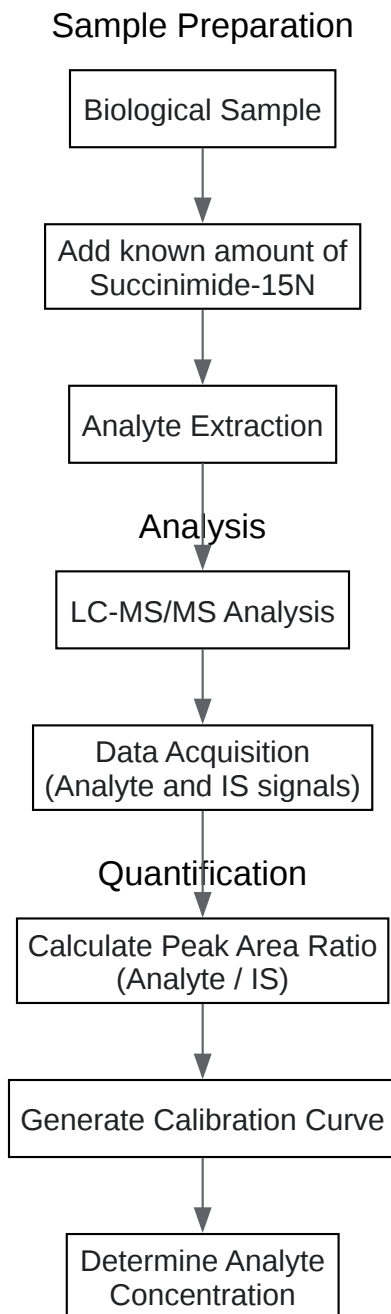 Sample Preparation
Biological Sample
Add known amount of
Succinimide-15N
Analyte Extraction
Analysis
LC-MS/MS Analysis
Data Acquisition
(Analyte and IS signals)
Quantification
Calculate Peak Area Ratio
(Analyte / IS)
Generate Calibration Curve
Determine Analyte
Concentration